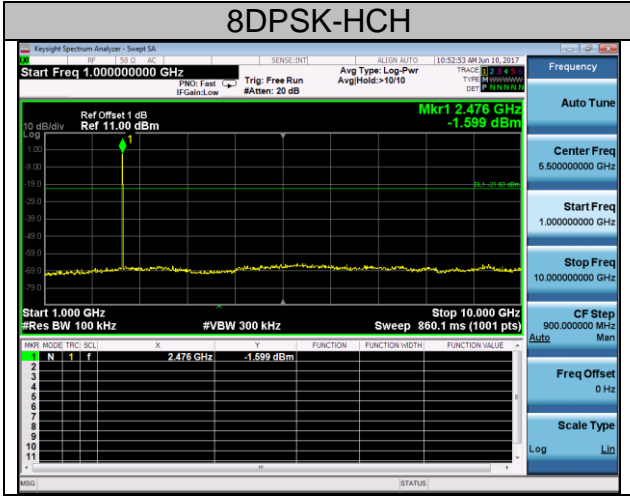 8DPSK-HCH
Keysight Spectrum Analyzer - Swept SA
RF 50 Ω AC SENSE:INT ALIGN AUTO 10:52:53 AM Jun 10, 2017
Start Freq 1.000000000 GHz
PNO: Fast
IFGain:Low
Trig: Free Run
#Atten: 20 dB
Avg Type: Log-Pwr
Avg|Hold:>10/10
TRACE 1 2 3 4 5 6
TYPE M WWWWW
DET P N N N N N
Frequency
Auto Tune
Center Freq
5.500000000 GHz
Start Freq
1.000000000 GHz
Stop Freq
10.000000000 GHz
CF Step
900.000000 MHz
Auto Man
Freq Offset
0 Hz
Scale Type
Log Lin
Ref Offset 1 dB
10 dB/div Ref 11.00 dBm
Log
Mkr1 2.476 GHz
-1.599 dBm
1
1.00
-9.00
-19.0
DL1 -21.60 dBm
-29.0
-39.0
-49.0
-59.0
-69.0
-79.0
Start 1.000 GHz Stop 10.000 GHz
#Res BW 100 kHz #VBW 300 kHz Sweep 860.1 ms (1001 pts)
MKR MODE TRC SCL X Y FUNCTION FUNCTION WIDTH FUNCTION VALUE
1 N 1 f 2.476 GHz -1.599 dBm
2
3
4
5
6
7
8
9
10
11
MSG STATUS